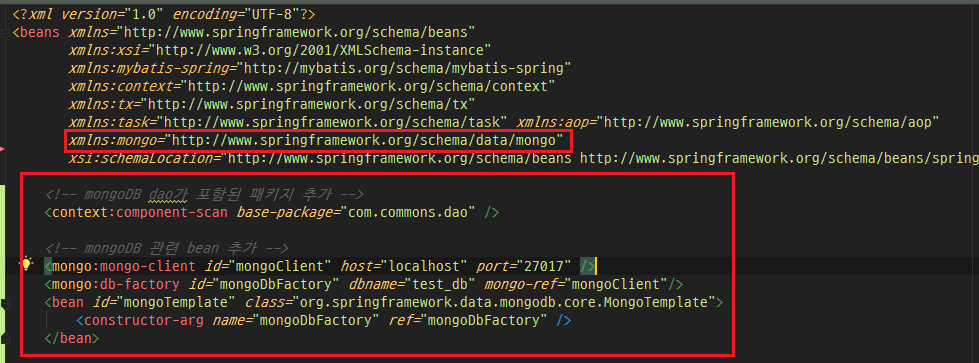 <?xml version="1.0" encoding="UTF-8"?>
<beans xmlns="http://www.springframework.org/schema/beans"
xmlns:xsi="http://www.w3.org/2001/XMLSchema-instance"
xmlns:mybatis-spring="http://mybatis.org/schema/mybatis-spring"
xmlns:context="http://www.springframework.org/schema/context"
xmlns:tx="http://www.springframework.org/schema/tx"
xmlns:task="http://www.springframework.org/schema/task" xmlns:aop="http://www.springframework.org/schema/aop"
xmlns:mongo="http://www.springframework.org/schema/data/mongo"
xsi:schemaLocation="http://www.springframework.org/schema/beans http://www.springframework.org/schema/beans/spring
<!-- mongoDB dao가 포함된 패키지 추가 -->
<context:component-scan base-package="com.commons.dao" />
<!-- mongoDB 관련 bean 추가 -->
<mongo:mongo-client id="mongoClient" host="localhost" port="27017" />
<mongo:db-factory id="mongoDbFactory" dbname="test_db" mongo-ref="mongoClient"/>
<bean id="mongoTemplate" class="org.springframework.data.mongodb.core.MongoTemplate">
<constructor-arg name="mongoDbFactory" ref="mongoDbFactory" />
</bean>